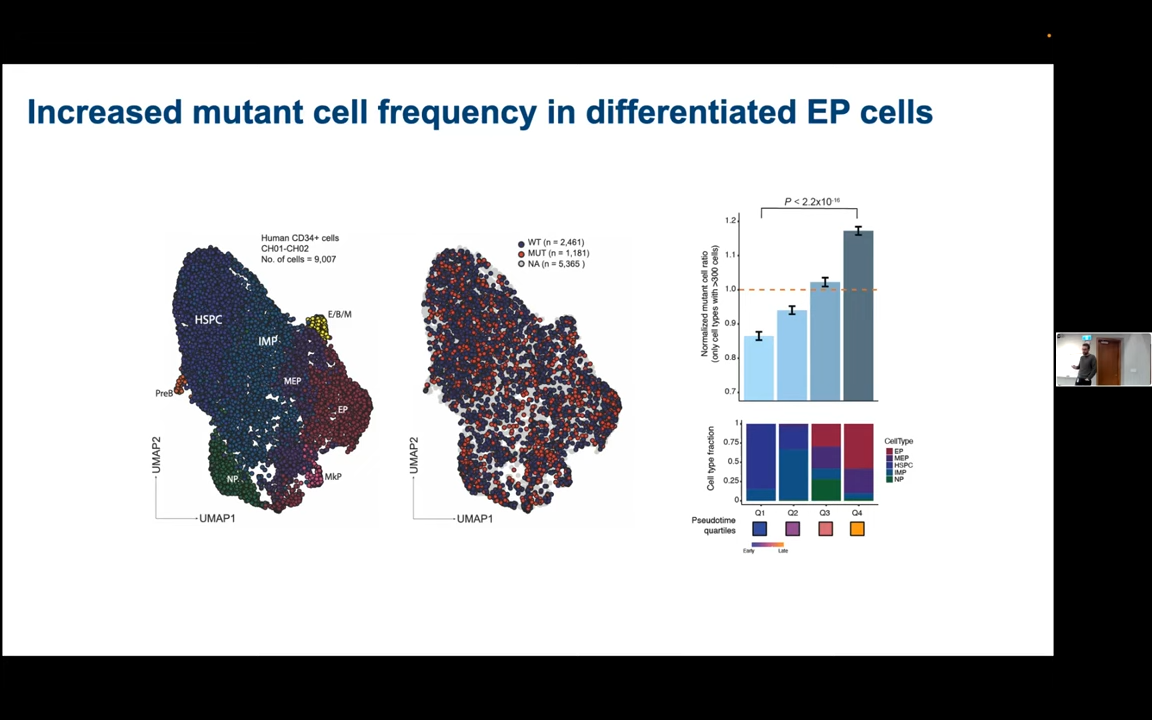 Increased mutant cell frequency in differentiated EP cells
Human CD34+ cells
CH01-CH02
No. of cells = 9,007
HSPC
IMP
E/B/M
MEP
PreB
EP
NP
MkP
UMAP2
UMAP1
WT (n = 2,461)
MUT (n = 1,181)
NA (n = 5,365 )
UMAP2
UMAP1
P < 2.2x10⁻¹⁶
Normalized mutant cell ratio
(only cell types with >300 cells)
1.2
1.1
1.0
0.9
0.8
0.7
Cell type fraction
1
0.75
0.5
0.25
0
CellType
EP
MEP
HSPC
IMP
NP
Q1 Q2 Q3 Q4
Pseudotime
quartiles
Early Late